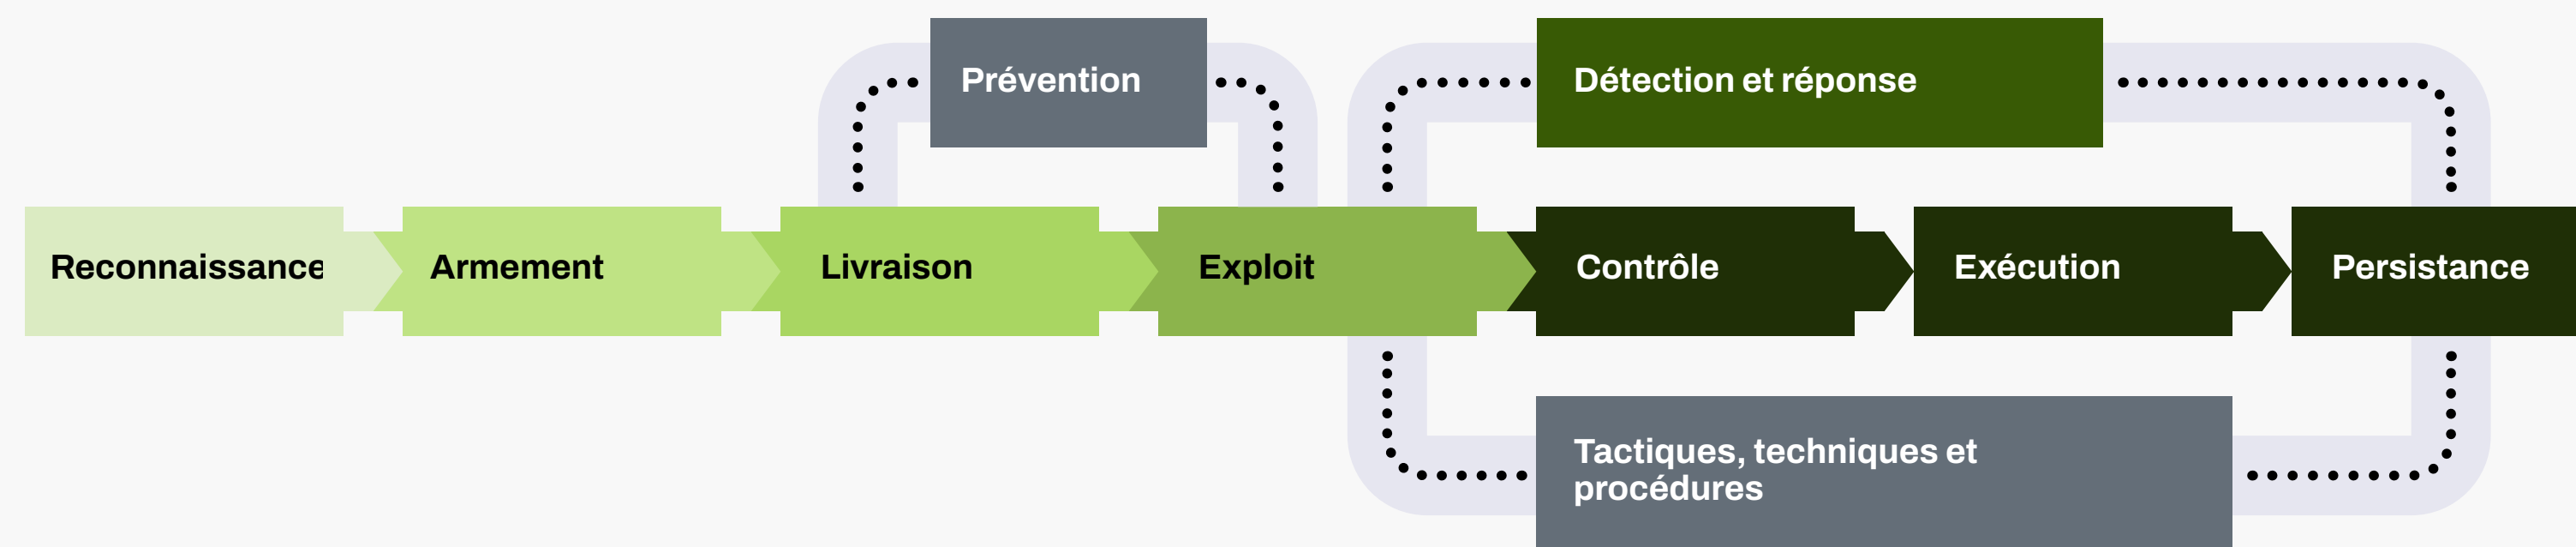 Prévention
Détection et réponse
Reconnaissance
Armement
Livraison
Exploit
Contrôle
Exécution
Persistance
Tactiques, techniques et
procédures